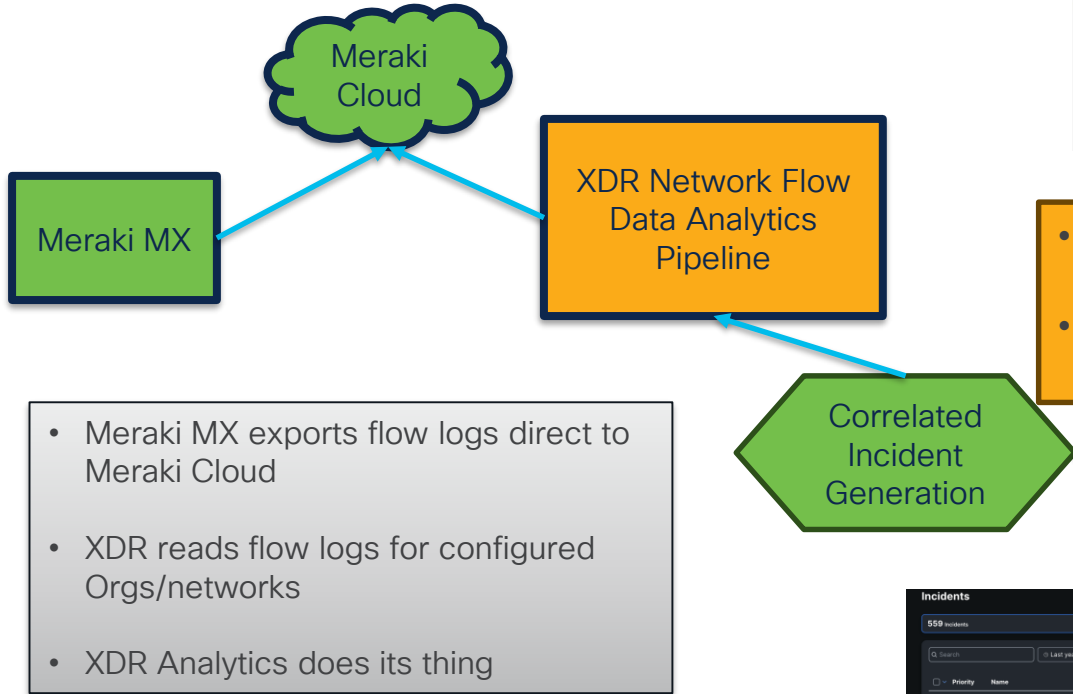 Meraki
Cloud
Meraki MX
XDR Network Flow
Data Analytics
Pipeline
•
•
Correlated
Incident
Generation
• Meraki MX exports flow logs direct to
Meraki Cloud
• XDR reads flow logs for configured
Orgs/networks
• XDR Analytics does its thing
Incidents
559 Incidents
Search
Last yea
Priority Name